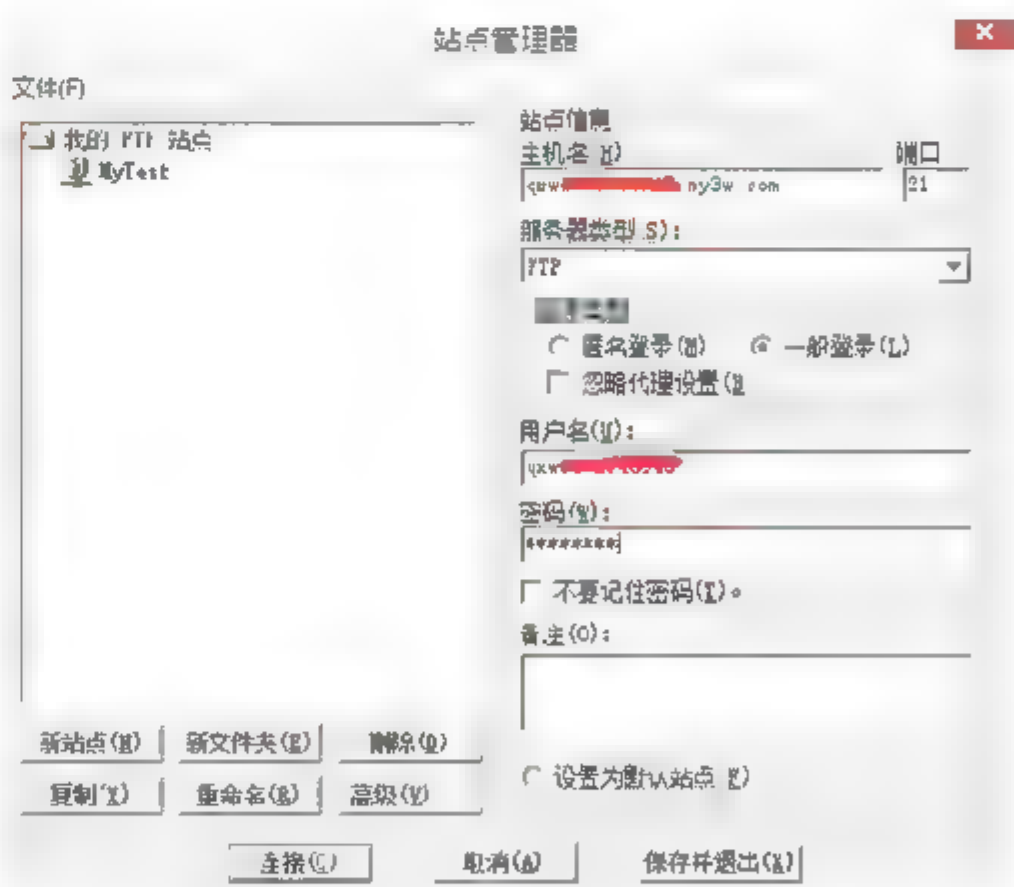 站点管理器
文件(F)
我的 FTP 站点
MyTest
站点信息
主机名 H)
端口
my3w com
21
服务器类型 S):
FTP
匿名登录(N)
一般登录(L)
忽略代理设置(
用户名(U):
qxw
密码(W):
********
不要记住密码(I)。
备注(O):
新站点(N)
新文件夹(E)
删除(D)
设置为默认站点
复制
重命名(R)
高级(V)
连接(C)
取消(A)
保存并退出(X)